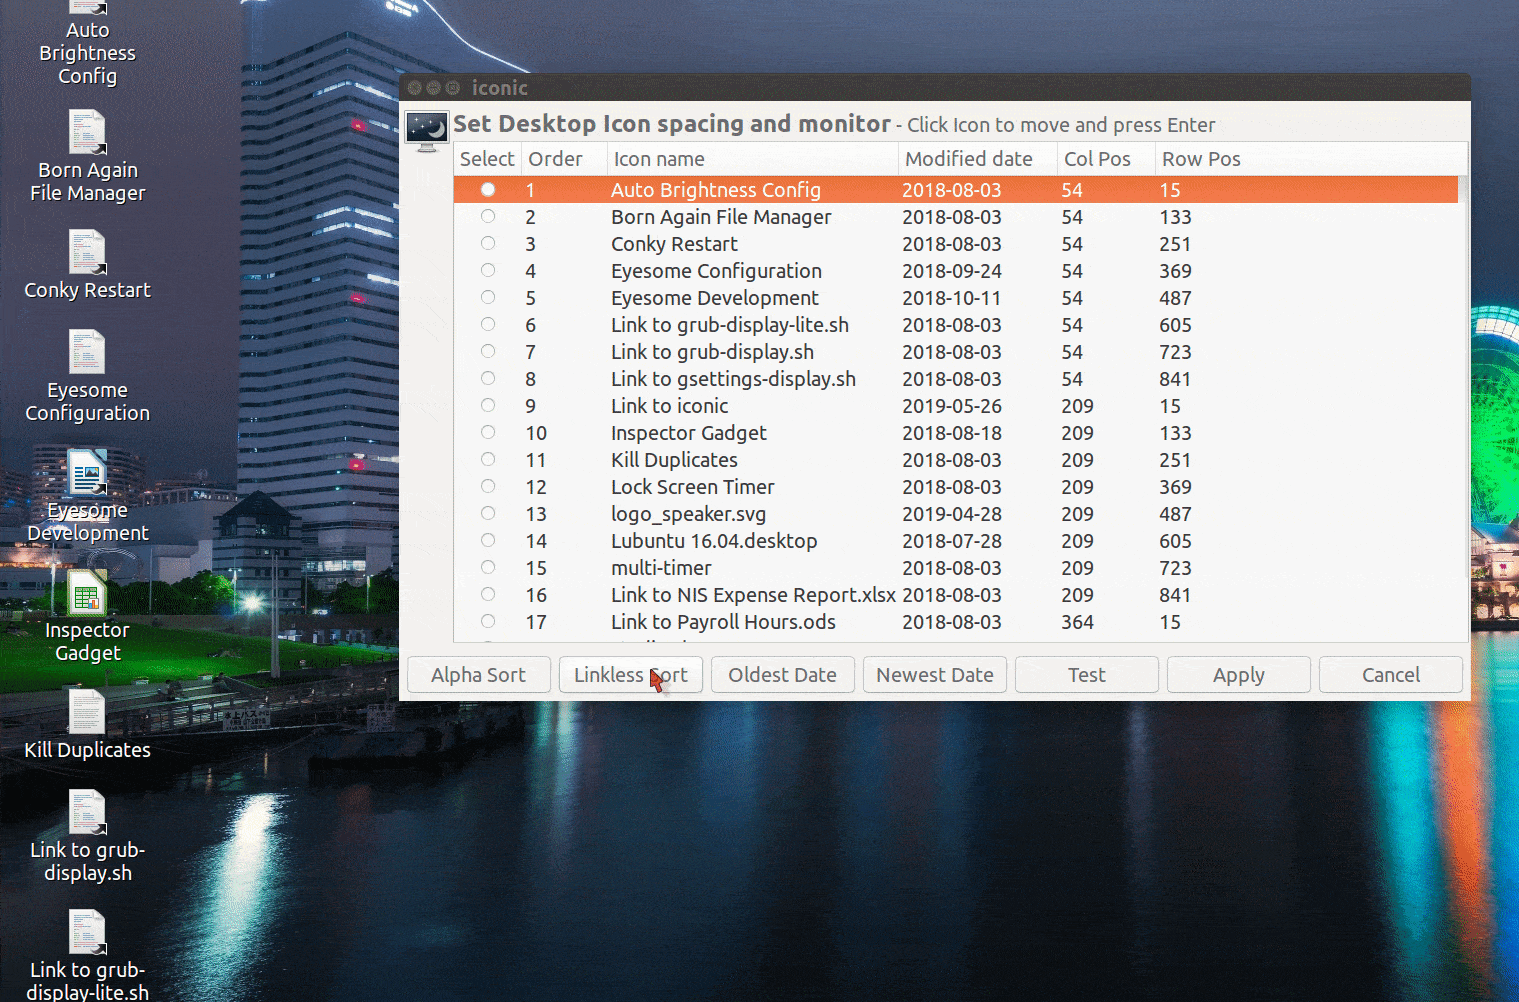 Auto
Brightness
Config
Born Again
File Manager
Conky Restart
Eyesome
Configuration
Eyesome
Development
Inspector
Gadget
Kill Duplicates
Link to grub-
display.sh
Link to grub-
display-lite.sh
iconic
Set Desktop Icon spacing and monitor - Click Icon to move and press Enter
Select Order Icon name Modified date Col Pos Row Pos
1 Auto Brightness Config 2018-08-03 54 15
2 Born Again File Manager 2018-08-03 54 133
3 Conky Restart 2018-08-03 54 251
4 Eyesome Configuration 2018-09-24 54 369
5 Eyesome Development 2018-10-11 54 487
6 Link to grub-display-lite.sh 2018-08-03 54 605
7 Link to grub-display.sh 2018-08-03 54 723
8 Link to gsettings-display.sh 2018-08-03 54 841
9 Link to iconic 2019-05-26 209 15
10 Inspector Gadget 2018-08-18 209 133
11 Kill Duplicates 2018-08-03 209 251
12 Lock Screen Timer 2018-08-03 209 369
13 logo_speaker.svg 2019-04-28 209 487
14 Lubuntu 16.04.desktop 2018-07-28 209 605
15 multi-timer 2018-08-03 209 723
16 Link to NIS Expense Report.xlsx 2018-08-03 209 841
17 Link to Payroll Hours.ods 2018-08-03 364 15
Alpha Sort Linkless Sort Oldest Date Newest Date Test Apply Cancel
水上バス